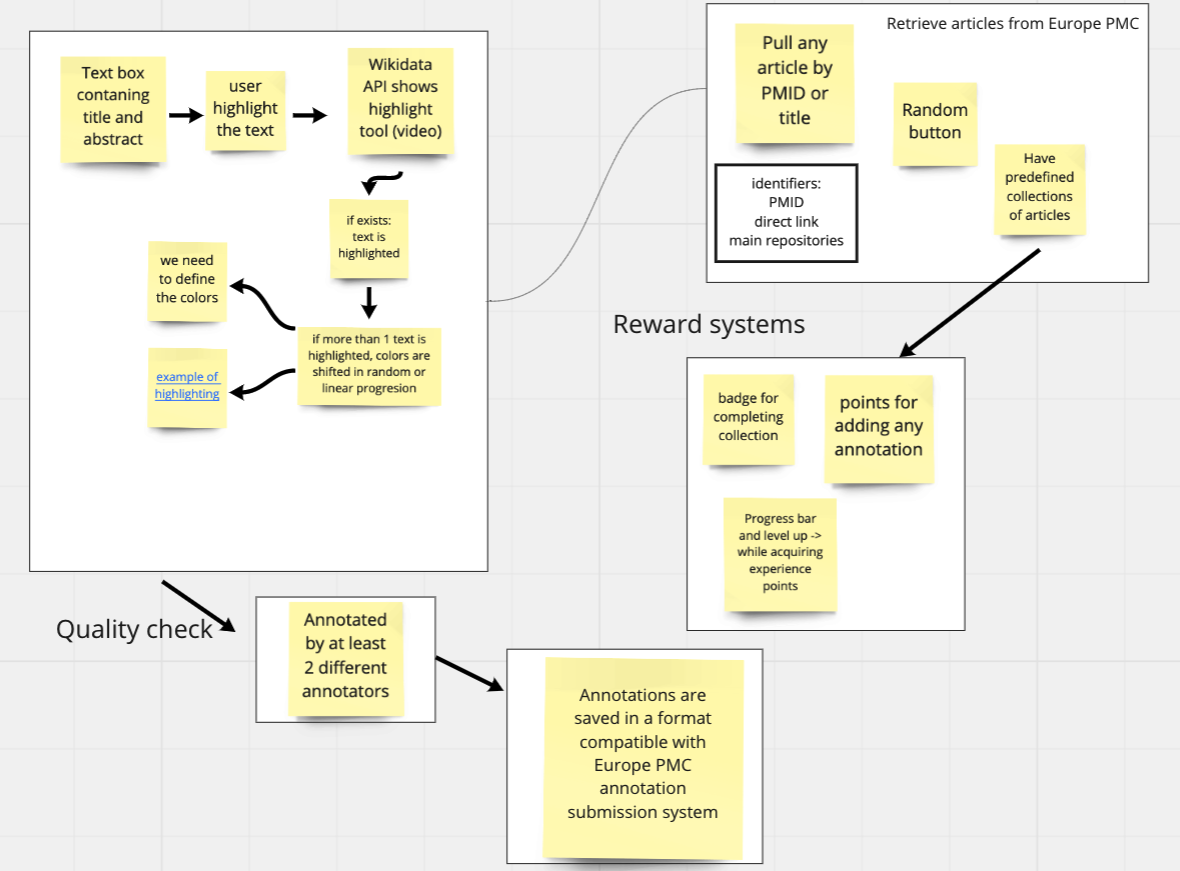 Text box
contaning
title and
abstract
user
highlight
the text
Wikidata
API shows
highlight
tool (video)
if exists:
text is
highlighted
we need
to define
the colors
if more than 1 text is
highlighted, colors are
shifted in random or
linear progresion
example of
highlighting
Retrieve articles from Europe PMC
Pull any
article by
PMID or
title
Random
button
Have
predefined
collections
of articles
identifiers:
PMID
direct link
main repositories
Reward systems
badge for
completing
collection
points for
adding any
annotation
Progress bar
and level up ->
while acquiring
experience
points
Quality check
Annotated
by at least
2 different
annotators
Annotations are
saved in a format
compatible with
Europe PMC
annotation
submission system